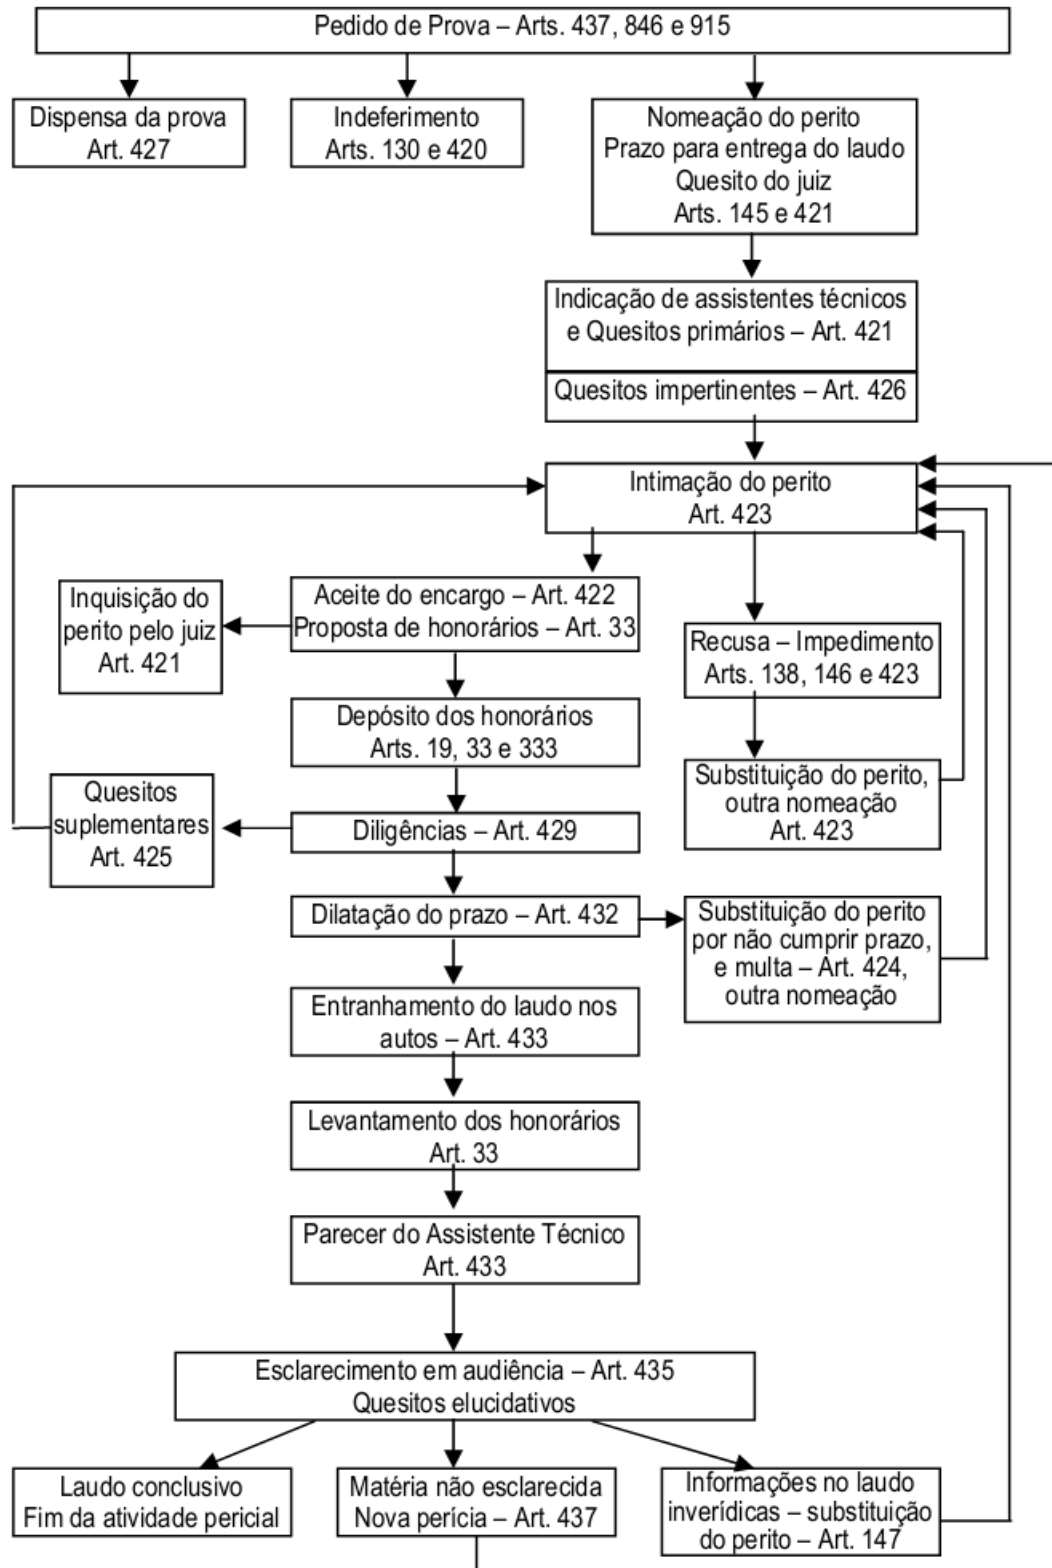 Pedido de Prova – Arts. 437, 846 e 915
Dispensa da prova
Art. 427
Indeferimento
Arts. 130 e 420
Nomeação do perito
Prazo para entrega do laudo
Quesito do juiz
Arts. 145 e 421
Indicação de assistentes técnicos
e Quesitos primários – Art. 421
Quesitos impertinentes – Art. 426
Intimação do perito
Art. 423
Inquisição do
perito pelo juiz
Art. 421
Aceite do encargo – Art. 422
Proposta de honorários – Art. 33
Recusa – Impedimento
Arts. 138, 146 e 423
Depósito dos honorários
Arts. 19, 33 e 333
Substituição do perito,
outra nomeação
Art. 423
Quesitos
suplementares
Art. 425
Diligências – Art. 429
Dilatação do prazo – Art. 432
Substituição do perito
por não cumprir prazo,
e multa – Art. 424,
outra nomeação
Entranhamento do laudo nos
autos – Art. 433
Levantamento dos honorários
Art. 33
Parecer do Assistente Técnico
Art. 433
Esclarecimento em audiência – Art. 435
Quesitos elucidativos
Laudo conclusivo
Fim da atividade pericial
Matéria não esclarecida
Nova perícia – Art. 437
Informações no laudo
inverídicas – substituição
do perito – Art. 147